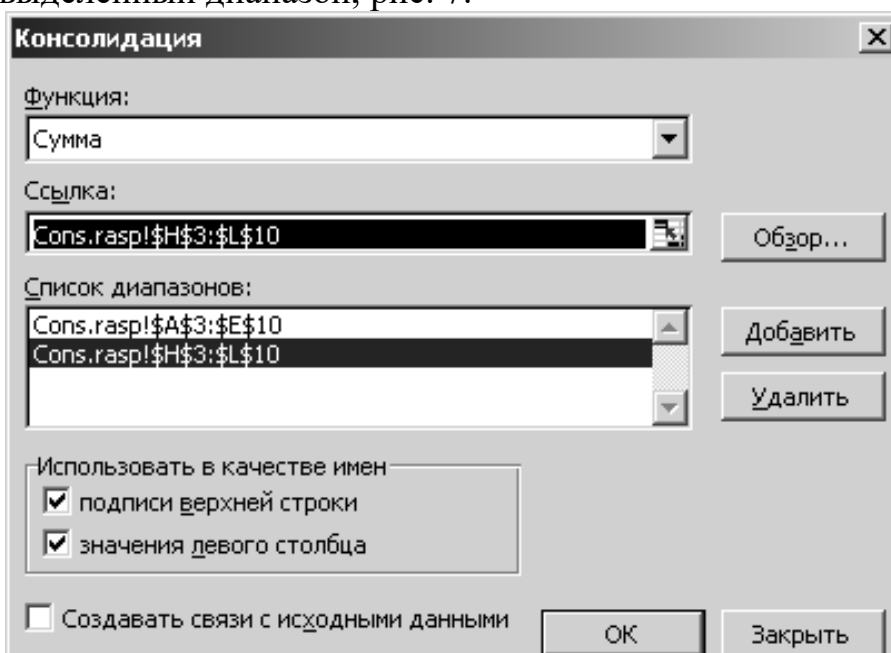 выделенный диапазон, рис. 7.
Консолидация
Функция:
Сумма
Ссылка:
Cons.rasp!$H$3:$L$10
Обзор...
Список диапазонов:
Cons.rasp!$A$3:$E$10
Cons.rasp!$H$3:$L$10
Добавить
Удалить
Использовать в качестве имен
подписи верхней строки
значения левого столбца
Создавать связи с исходными данными
ОК
Закрыть